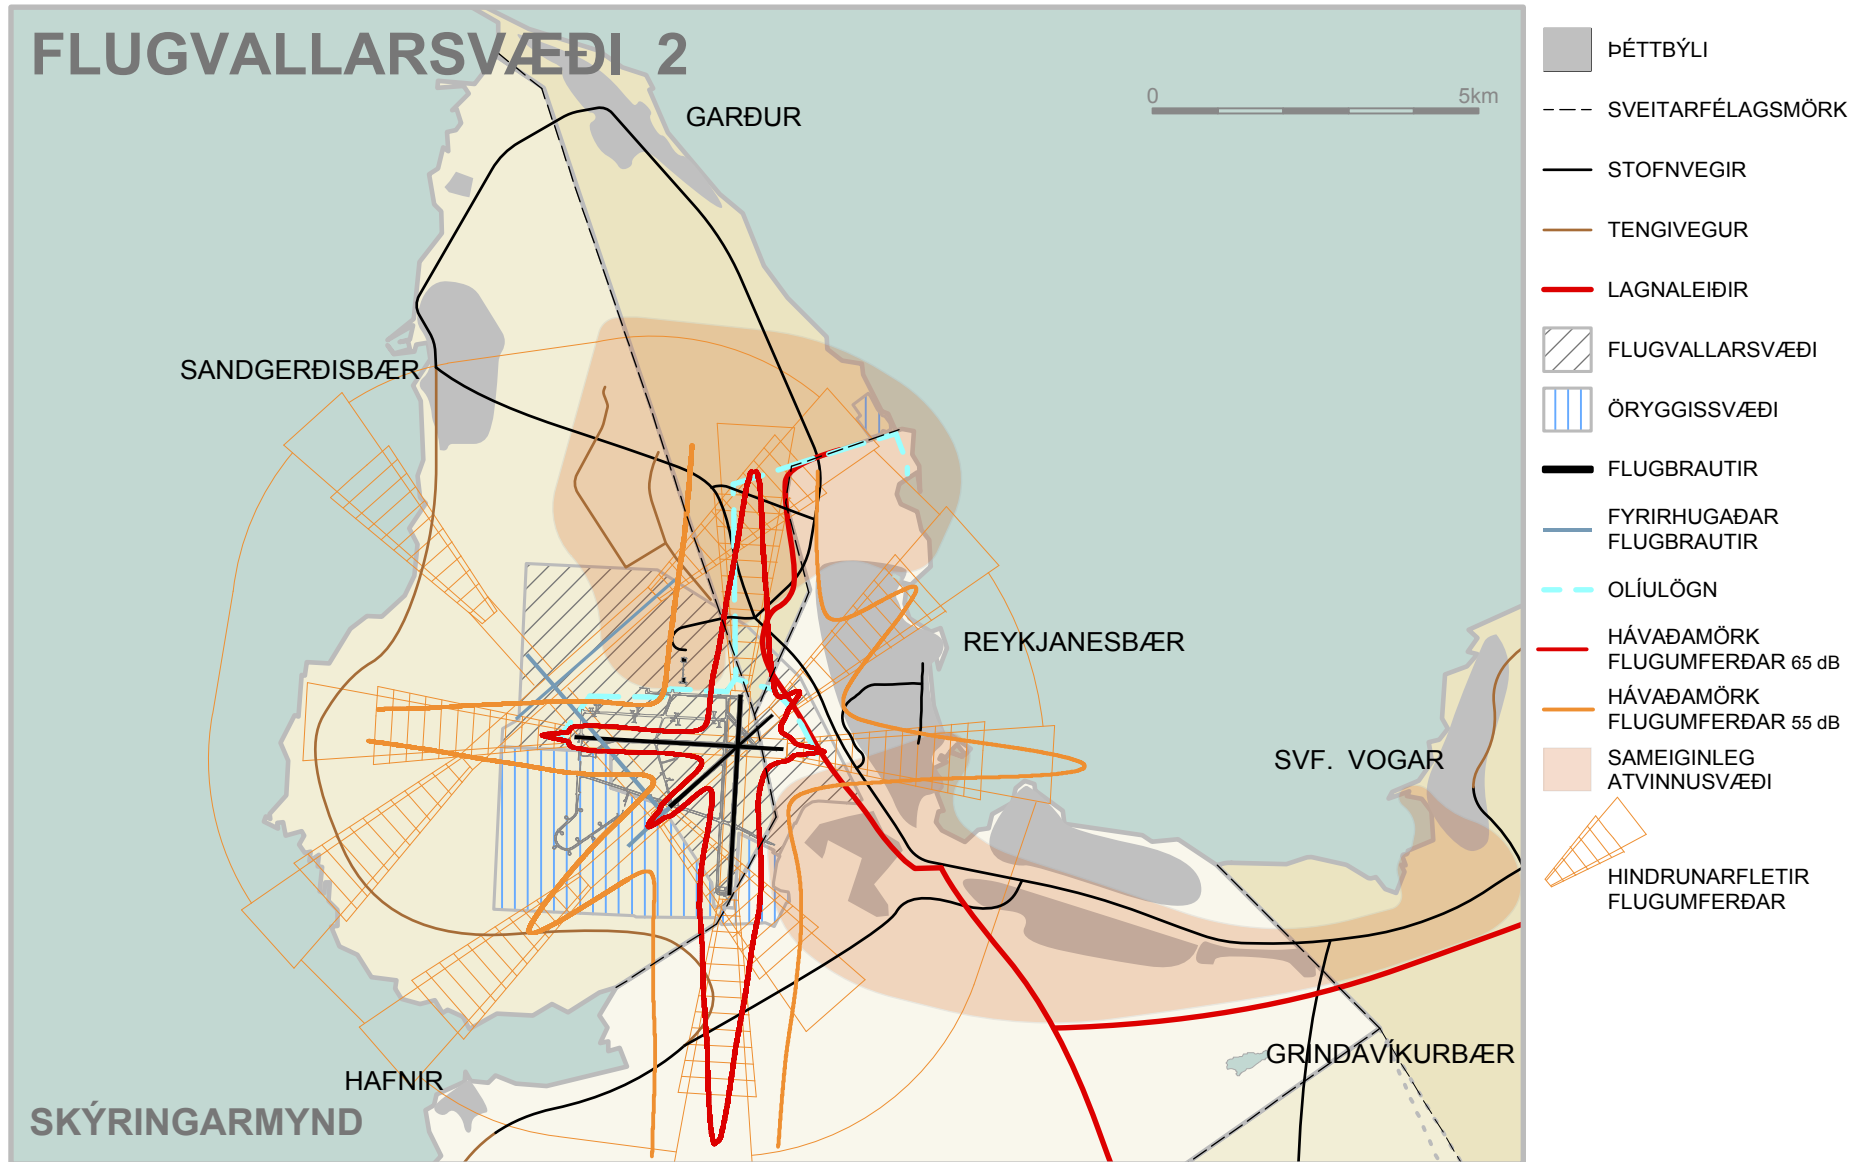 FLUGVALLARSVÆÐI 2
GARÐUR
0 5km
SANDGERÐISBÆR
REYKJANESBÆR
SVF. VOGAR
GRINDAVÍKURBÆR
HAFNIR
SKÝRINGARMYND
ÞÉTTBÝLI
SVEITARFÉLAGSMÖRK
STOFNVEGIR
TENGIVEGUR
LAGNALEIÐIR
FLUGVALLARSVÆÐI
ÖRYGGISSVÆÐI
FLUGBRAUTIR
FYRIRHUGAÐAR
FLUGBRAUTIR
OLÍULÖGN
HÁVAÐAMÖRK
FLUGUMFERÐAR 65 dB
HÁVAÐAMÖRK
FLUGUMFERÐAR 55 dB
SAMEIGINLEG
ATVINNUSVÆÐI
HINDRUNARFLETIR
FLUGUMFERÐAR